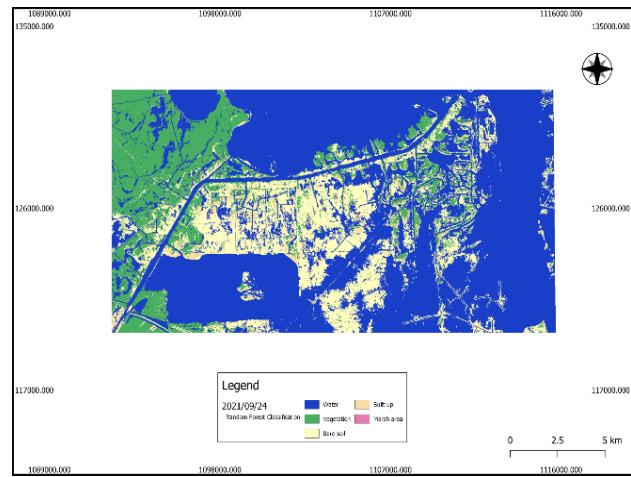 1089000.000 1098000.000 1107000.000 1116000.000
135000.000 135000.000
126000.000 126000.000
117000.000 117000.000
Legend
2021/09/24
Random Forest Classification
Water Built up
Vegetation Marsh area
Bare soil
0 2.5 5 km
1089000.000 1098000.000 1107000.000 1116000.000